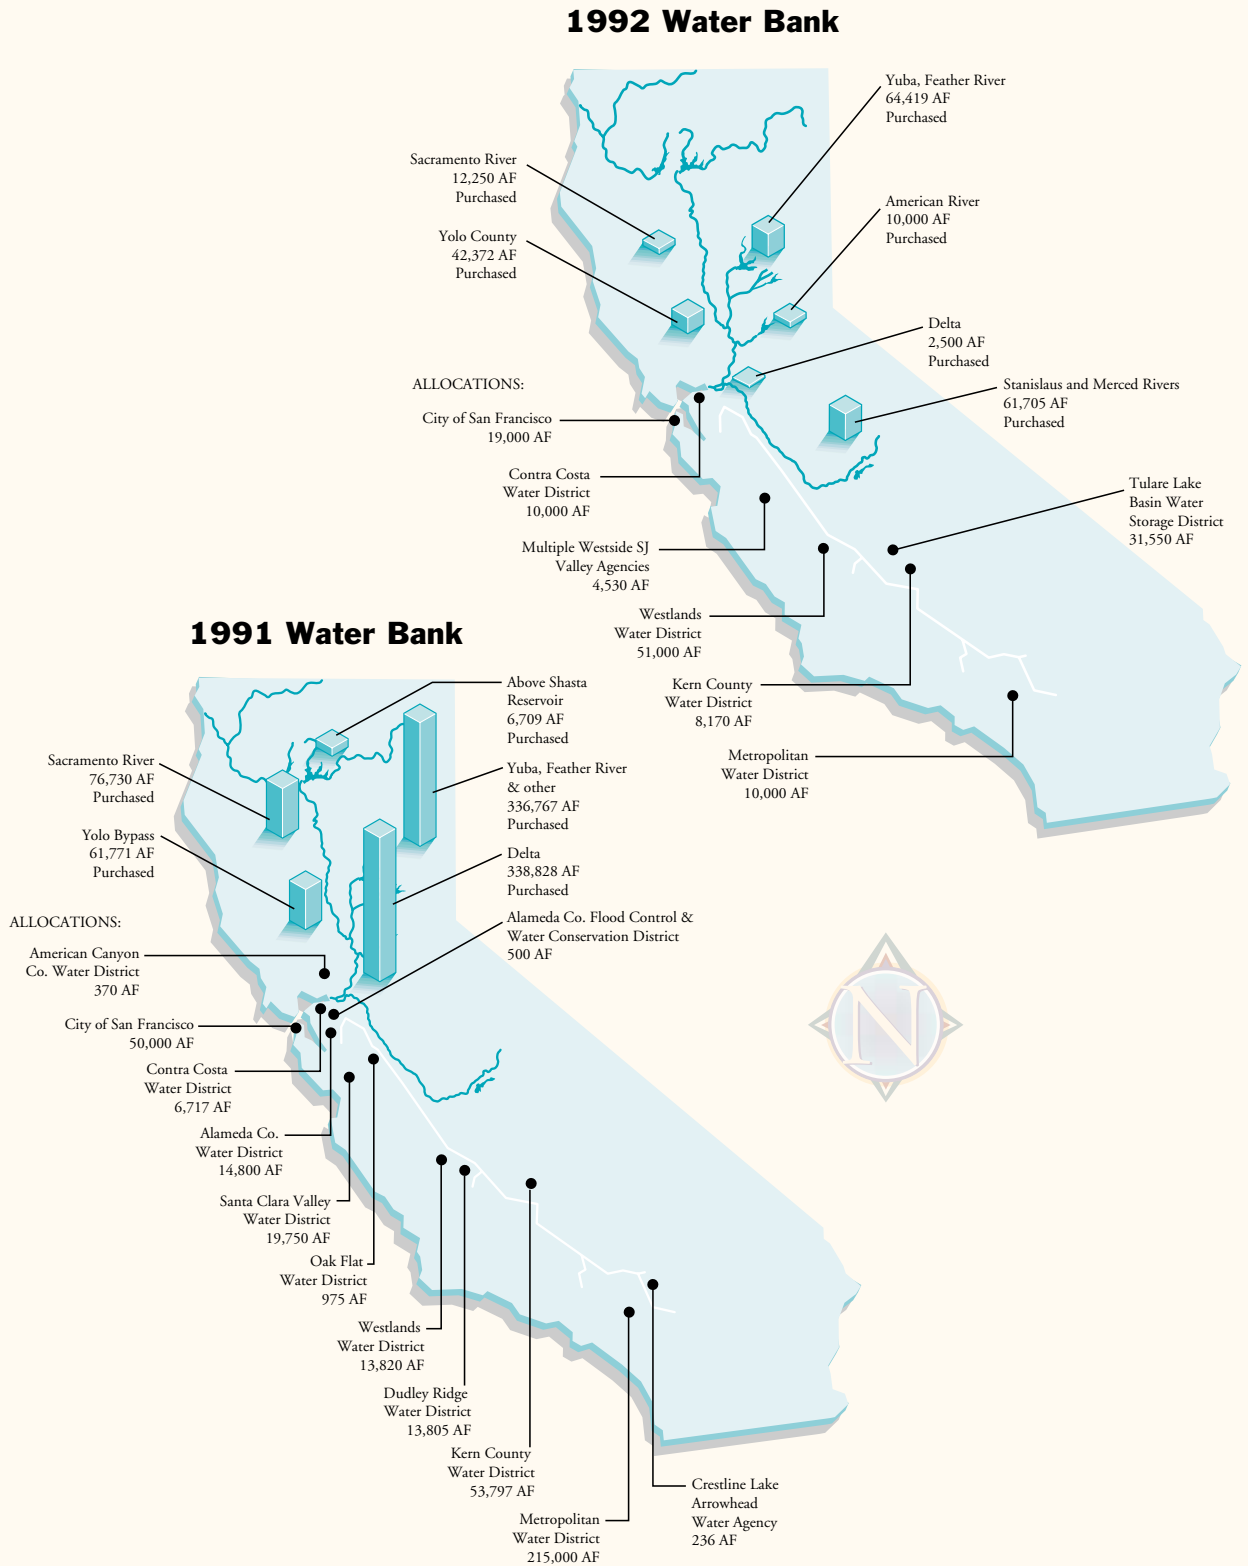 1992 Water Bank
Yuba, Feather River
64,419 AF
Purchased
Sacramento River
12,250 AF
Purchased
American River
10,000 AF
Purchased
Yolo County
42,372 AF
Purchased
Delta
2,500 AF
Purchased
Stanislaus and Merced Rivers
61,705 AF
Purchased
ALLOCATIONS:
City of San Francisco
19,000 AF
Contra Costa
Water District
10,000 AF
Tulare Lake
Basin Water
Storage District
31,550 AF
Multiple Westside SJ
Valley Agencies
4,530 AF
Westlands
Water District
51,000 AF
Kern County
Water District
8,170 AF
Metropolitan
Water District
10,000 AF
1991 Water Bank
Above Shasta
Reservoir
6,709 AF
Purchased
Sacramento River
76,730 AF
Purchased
Yuba, Feather River
& other
336,767 AF
Purchased
Yolo Bypass
61,771 AF
Purchased
Delta
338,828 AF
Purchased
ALLOCATIONS:
Alameda Co. Flood Control &
Water Conservation District
500 AF
American Canyon
Co. Water District
370 AF
City of San Francisco
50,000 AF
Contra Costa
Water District
6,717 AF
Alameda Co.
Water District
14,800 AF
Santa Clara Valley
Water District
19,750 AF
Oak Flat
Water District
975 AF
Westlands
Water District
13,820 AF
Dudley Ridge
Water District
13,805 AF
Kern County
Water District
53,797 AF
Metropolitan
Water District
215,000 AF
Crestline Lake
Arrowhead
Water Agency
236 AF
N